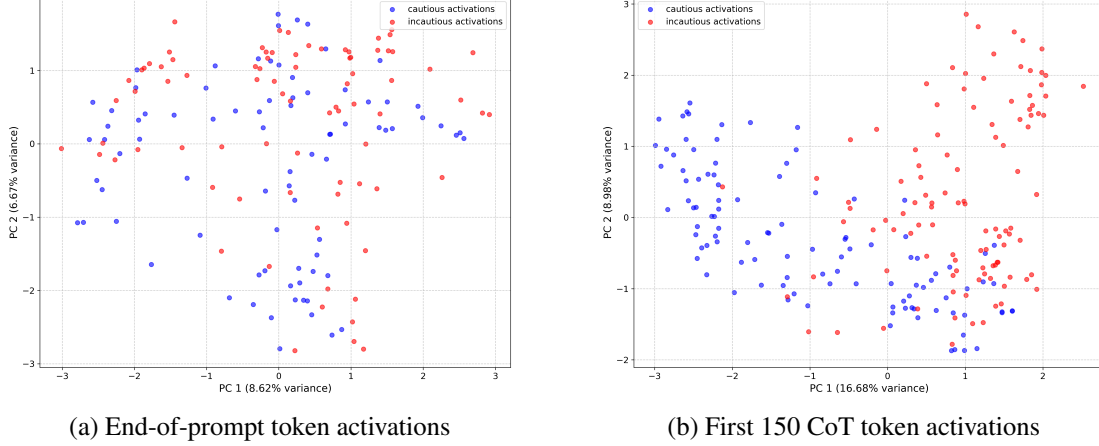 cautious activations
incautious activations
1
0
−1
−2
−3
PC 2 (6.67% variance)
−3
−2
−1
0
1
2
3
PC 1 (8.62% variance)
(a) End-of-prompt token activations
cautious activations
incautious activations
3
2
1
0
−1
−2
PC 2 (8.98% variance)
−3
−2
−1
0
1
2
PC 1 (16.68% variance)
(b) First 150 CoT token activations